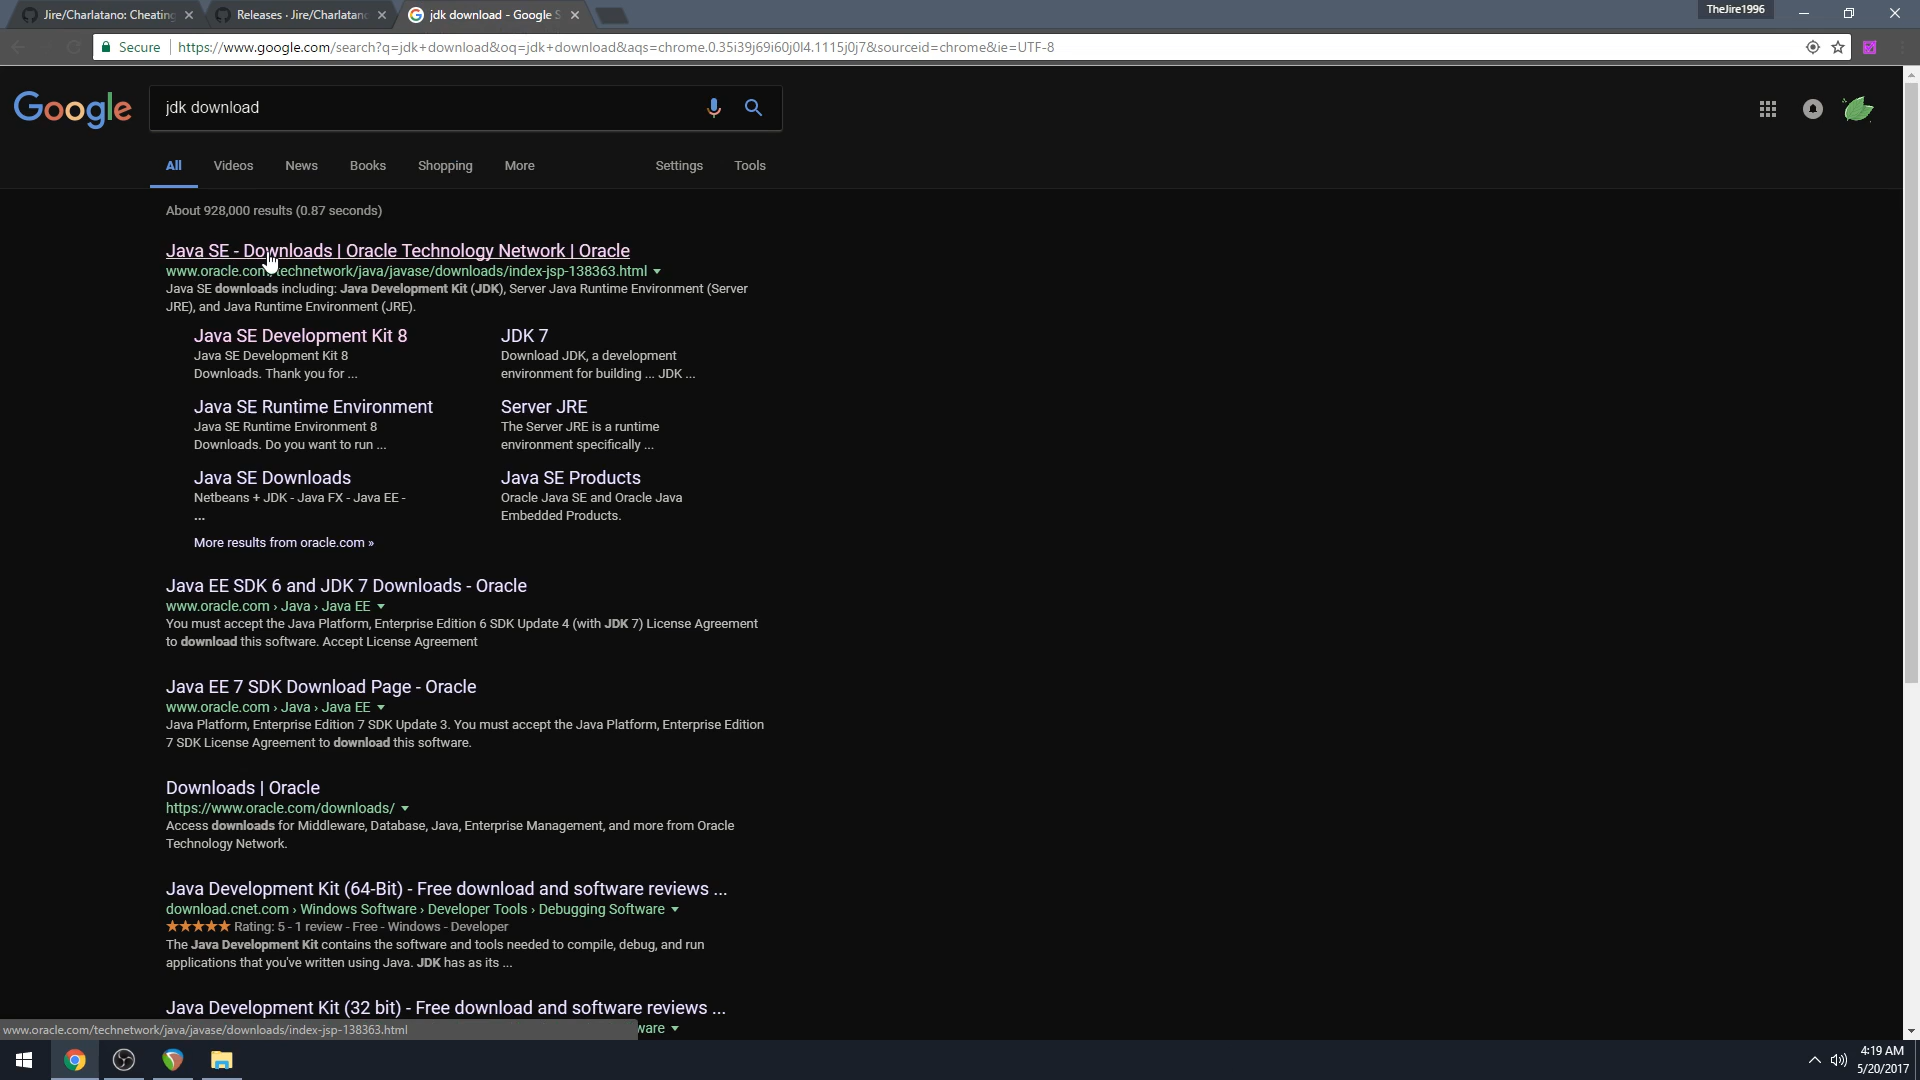 Jire/Charlatano: Cheating
Releases · Jire/Charlatano
jdk download - Google S
TheJire1996
Secure
https://www.google.com/search?q=jdk+download&oq=jdk+download&aqs=chrome.0.35i39j69i60j0l4.1115j0j7&sourceid=chrome&ie=UTF-8
Google
jdk download
All Videos News Books Shopping More Settings Tools
About 928,000 results (0.87 seconds)
Java SE - Downloads | Oracle Technology Network | Oracle
www.oracle.com/technetwork/java/javase/downloads/index-jsp-138363.html
Java SE downloads including: Java Development Kit (JDK), Server Java Runtime Environment (Server
JRE), and Java Runtime Environment (JRE).
Java SE Development Kit 8
Java SE Development Kit 8
Downloads. Thank you for ...
JDK 7
Download JDK, a development
environment for building ... JDK ...
Java SE Runtime Environment
Java SE Runtime Environment 8
Downloads. Do you want to run ...
Server JRE
The Server JRE is a runtime
environment specifically ...
Java SE Downloads
Netbeans + JDK - Java FX - Java EE -
...
Java SE Products
Oracle Java SE and Oracle Java
Embedded Products.
More results from oracle.com »
Java EE SDK 6 and JDK 7 Downloads - Oracle
www.oracle.com › Java › Java EE
You must accept the Java Platform, Enterprise Edition 6 SDK Update 4 (with JDK 7) License Agreement
to download this software. Accept License Agreement
Java EE 7 SDK Download Page - Oracle
www.oracle.com › Java › Java EE
Java Platform, Enterprise Edition 7 SDK Update 3. You must accept the Java Platform, Enterprise Edition
7 SDK License Agreement to download this software.
Downloads | Oracle
https://www.oracle.com/downloads/
Access downloads for Middleware, Database, Java, Enterprise Management, and more from Oracle
Technology Network.
Java Development Kit (64-Bit) - Free download and software reviews ...
download.cnet.com › Windows Software › Developer Tools › Debugging Software
Rating: 5 - 1 review - Free - Windows - Developer
The Java Development Kit contains the software and tools needed to compile, debug, and run
applications that you've written using Java. JDK has as its ...
Java Development Kit (32 bit) - Free download and software reviews ...
ware
www.oracle.com/technetwork/java/javase/downloads/index-jsp-138363.html
4:19 AM
5/20/2017